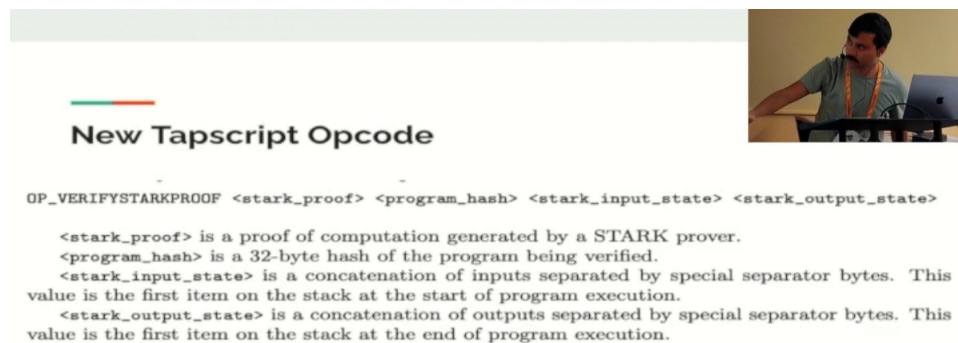 New Tapscript Opcode
OP_VERIFYSTARKPROOF <stark_proof> <program_hash> <stark_input_state> <stark_output_state>
<stark_proof> is a proof of computation generated by a STARK prover.
<program_hash> is a 32-byte hash of the program being verified.
<stark_input_state> is a concatenation of inputs separated by special separator bytes. This
value is the first item on the stack at the start of program execution.
<stark_output_state> is a concatenation of outputs separated by special separator bytes. This
value is the first item on the stack at the end of program execution.